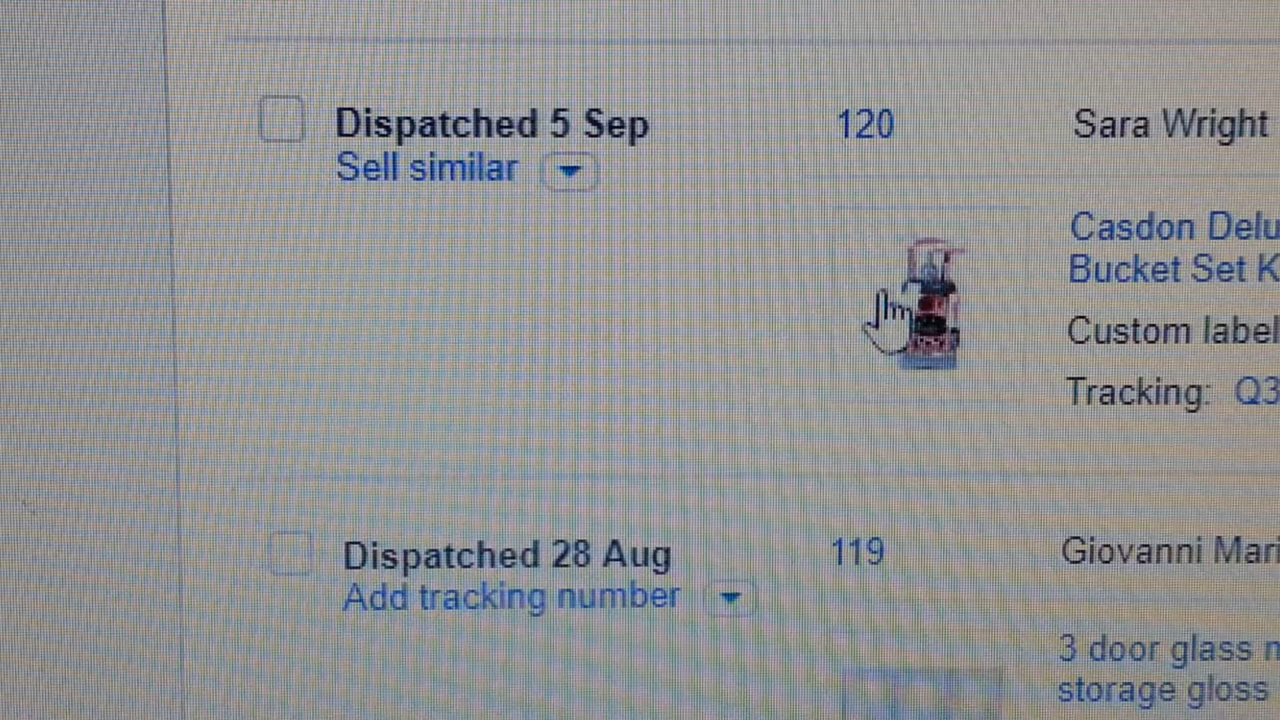 Dispatched 5 Sep 120 Sara Wright
Sell similar
Casdon Delu
Bucket Set K
Custom label
Tracking: Q3
Dispatched 28 Aug 119 Giovanni Mari
Add tracking number
3 door glass
storage gloss